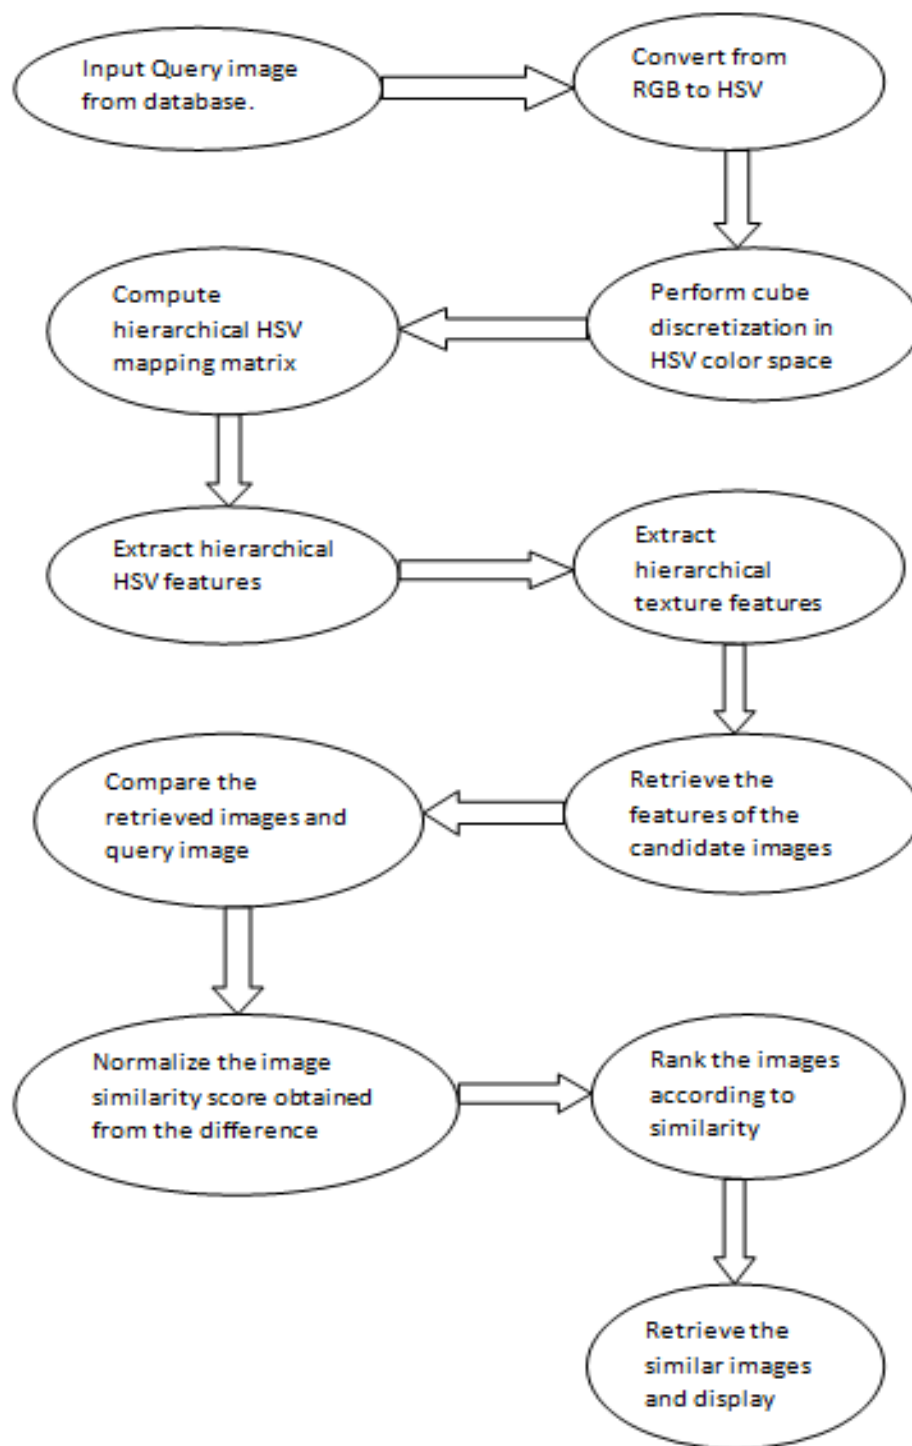 Input Query image
from database.
Convert from
RGB to HSV
Perform cube
discretization in
HSV color space
Compute
hierarchical HSV
mapping matrix
Extract hierarchical
HSV features
Extract
hierarchical
texture features
Retrieve the
features of the
candidate images
Compare the
retrieved images and
query image
Normalize the image
similarity score obtained
from the difference
Rank the images
according to
similarity
Retrieve the
similar images
and display